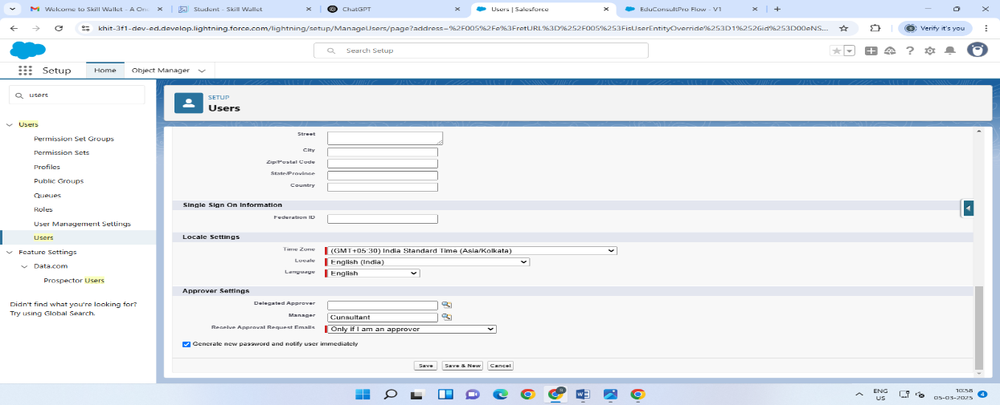 Welcome to Skill Wallet - A On
Student - Skill Wallet
ChatGPT
Users | Salesforce
EduConsultPro Flow - V1
khit-3f1-dev-ed.develop.lightning.force.com/lightning/setup/ManageUsers/page?address=%2F005%2Fe%3FretURL%3D%252F005%253FisUserEntityOverride%253D1%2526id%253D00eNS...
Verify it's you
Search Setup
Setup
Home
Object Manager
users
SETUP
Users
Users
Permission Set Groups
Permission Sets
Profiles
Public Groups
Queues
Roles
User Management Settings
Users
Feature Settings
Data.com
Prospector Users
Didn't find what you're looking for?
Try using Global Search.
Street
City
Zip/Postal Code
State/Province
Country
Single Sign On Information
Federation ID
Locale Settings
Time Zone (GMT+05:30) India Standard Time (Asia/Kolkata)
Locale English (India)
Language English
Approver Settings
Delegated Approver
Manager Cunsultant
Receive Approval Request Emails Only if I am an approver
Generate new password and notify user immediately
Save Save & New Cancel
ENG
US
10:58
05-03-2025
4